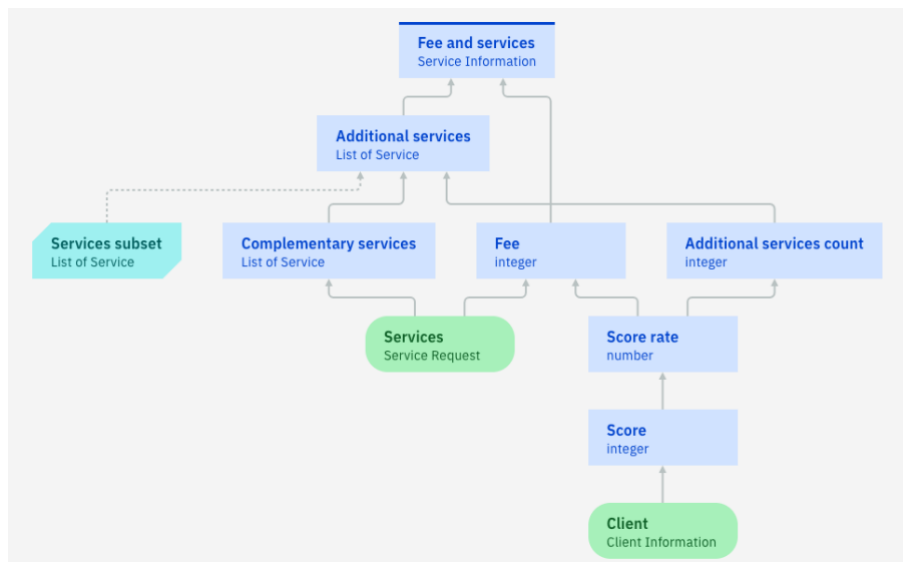 Fee and services
Service Information
Additional services
List of Service
Services subset
List of Service
Complementary services
List of Service
Fee
integer
Additional services count
integer
Services
Service Request
Score rate
number
Score
integer
Client
Client Information